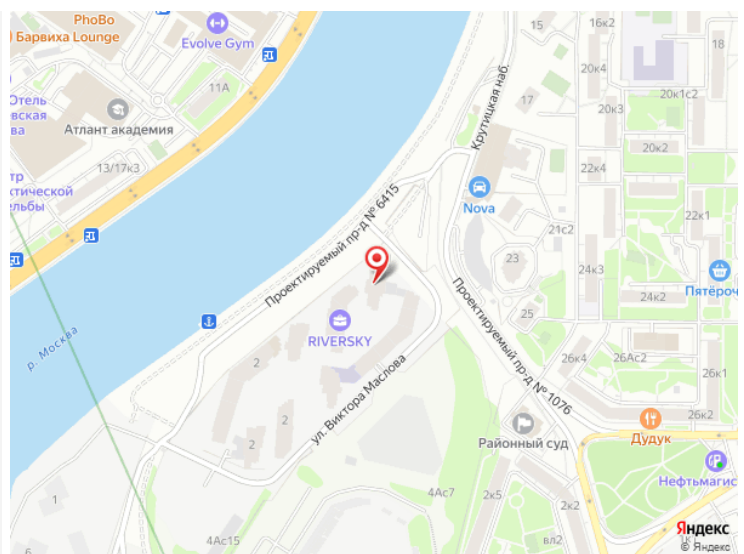 PhoBo
Барвиха Lounge
Evolve Gym
11А
Отель
Атлант академия
13/17к3
р. Москва
Проектируемый пр-д № 6415
Крутицкая наб.
15
17
Nova
21с2
23
25
16к2
18
20к4
20к1с2
20к3
20к2
22к4
22к1
24к3
24к2
Пятёроч
RIVERSKY
Проектируемый пр-д № 1076
2
2
ул. Виктора Маслова
26к4
26Ас2
26к1
26к2
Дудук
Районный суд
Нефтьмагис
4Ас7
2к5
2к2
вл2
1
4Ас15
Яндекс
© Яндекс